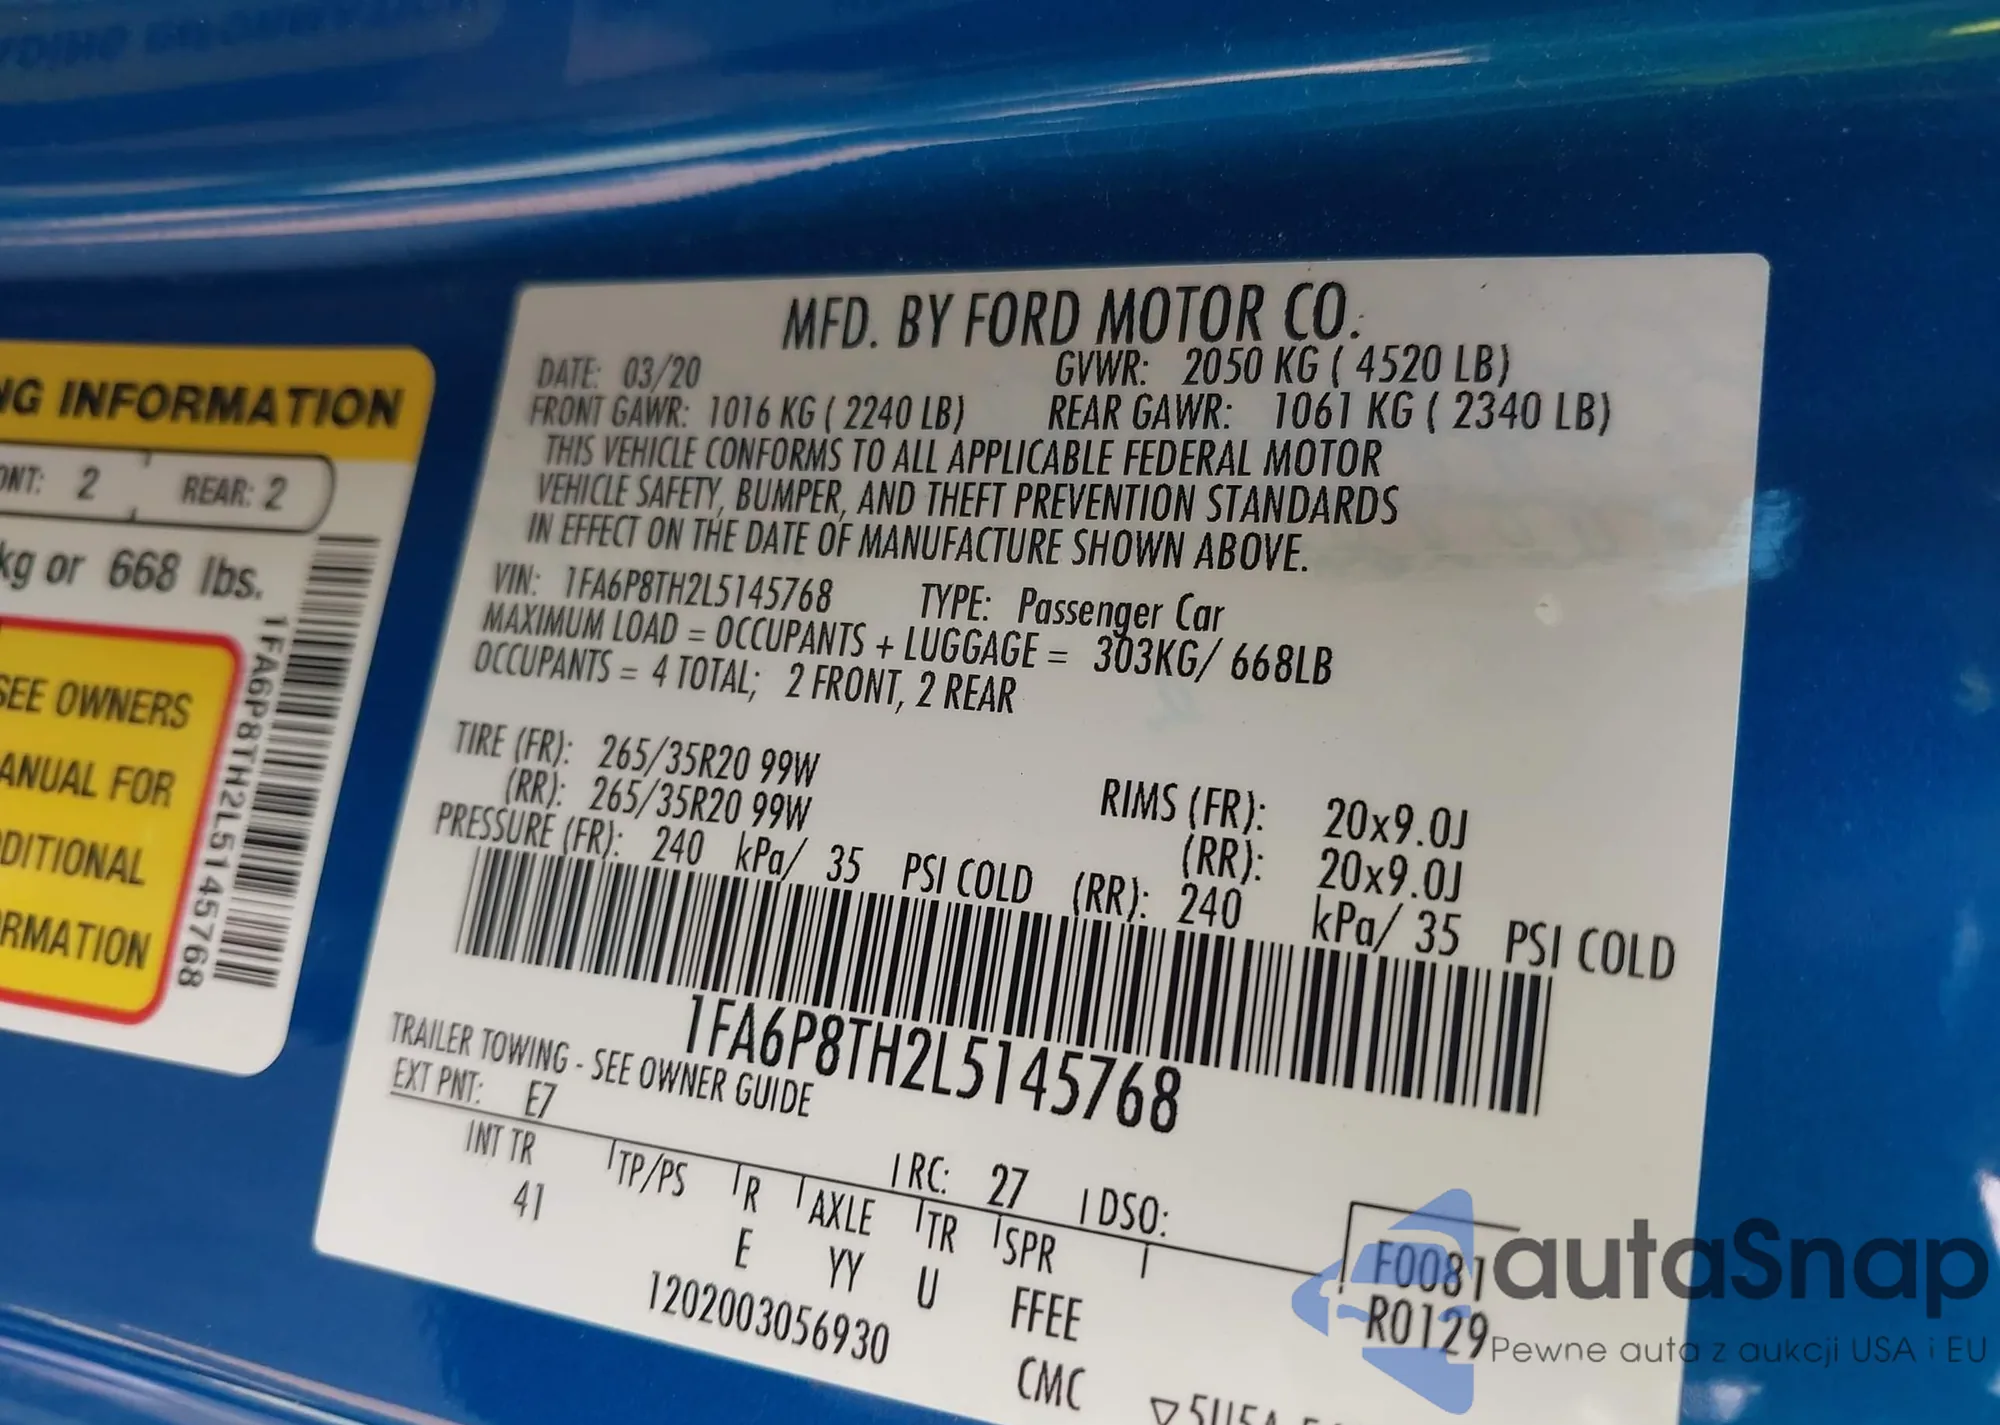 NG INFORMATION
ONT: 2 REAR: 2
kg or 668 lbs.
SEE OWNERS
ANUAL FOR
DITIONAL
ORMATION
1FA6P8TH2L5145768
MFD. BY FORD MOTOR CO.
DATE: 03/20 GVWR: 2050 KG ( 4520 LB)
FRONT GAWR: 1016 KG ( 2240 LB) REAR GAWR: 1061 KG ( 2340 LB)
THIS VEHICLE CONFORMS TO ALL APPLICABLE FEDERAL MOTOR
VEHICLE SAFETY, BUMPER, AND THEFT PREVENTION STANDARDS
IN EFFECT ON THE DATE OF MANUFACTURE SHOWN ABOVE.
VIN: 1FA6P8TH2L5145768 TYPE: Passenger Car
MAXIMUM LOAD = OCCUPANTS + LUGGAGE = 303KG/ 668LB
OCCUPANTS = 4 TOTAL; 2 FRONT, 2 REAR
TIRE (FR): 265/35R20 99W RIMS (FR): 20x9.0J
(RR): 265/35R20 99W (RR): 20x9.0J
PRESSURE (FR): 240 kPa/ 35 PSI COLD (RR): 240 kPa/ 35 PSI COLD
1FA6P8TH2L5145768
TRAILER TOWING - SEE OWNER GUIDE
EXT PNT: E7 RC: 27 DSO:
INT TR TP/PS R AXLE TR SPR
41 E YY U FFEE
F0081
R0129
1202003056930
CMC
autaSnap
Pewne auta z aukcji USA i EU